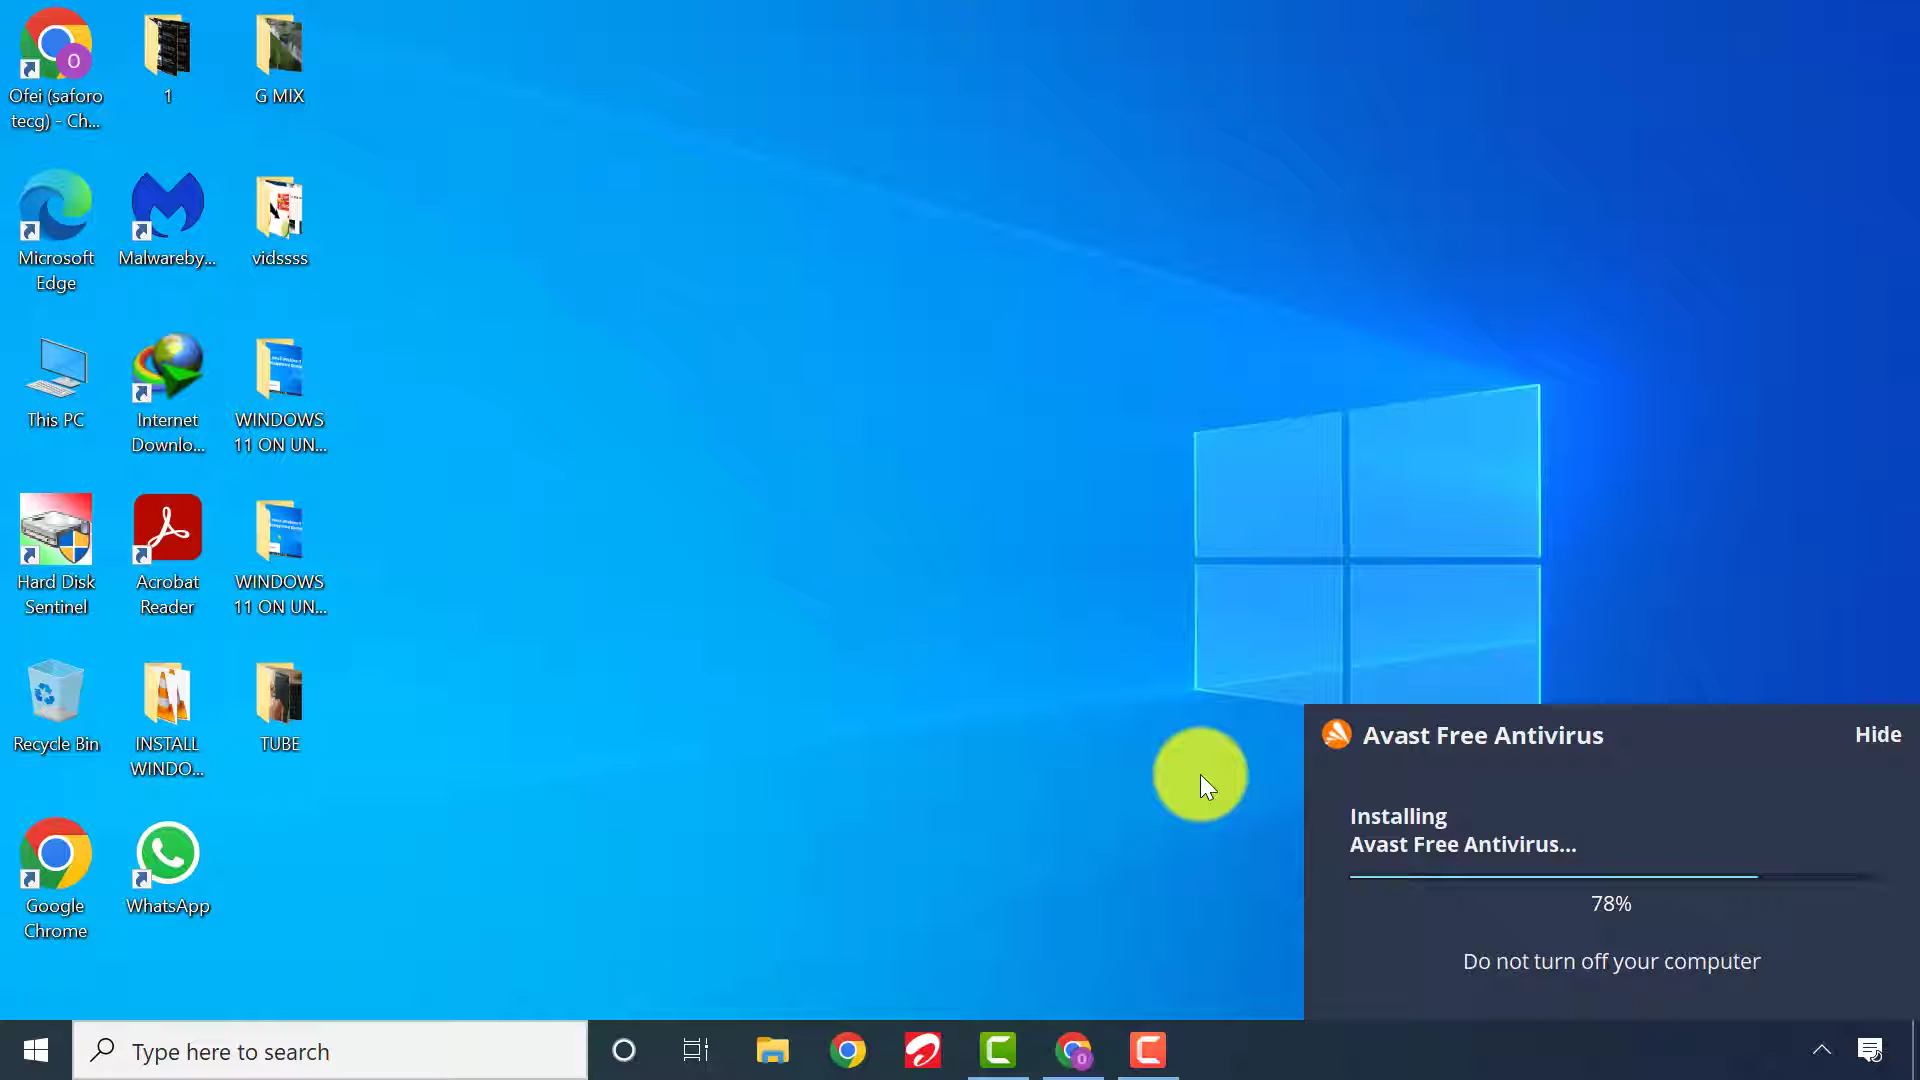 Ofei (saforo
tecg) - Ch...
1
G MIX
Microsoft
Edge
Malwareby...
vidssss
This PC
Internet
Downlo...
WINDOWS
11 ON UN...
Hard Disk
Sentinel
Acrobat
Reader
WINDOWS
11 ON UN...
Recycle Bin
INSTALL
WINDO...
TUBE
Google
Chrome
WhatsApp
Avast Free Antivirus
Hide
Installing
Avast Free Antivirus...
78%
Do not turn off your computer
Type here to search